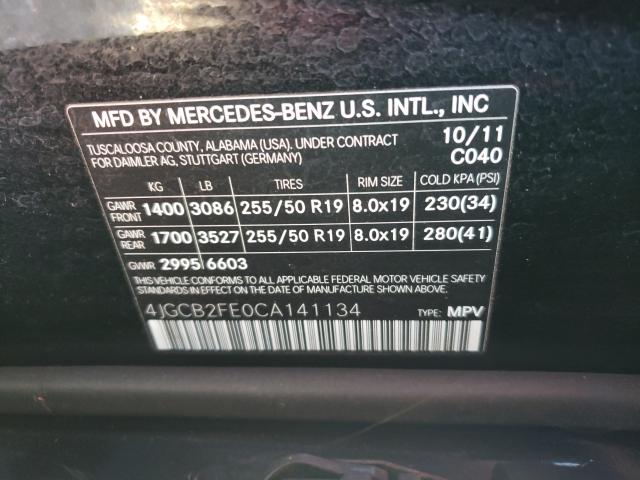 MFD BY MERCEDES-BENZ U.S. INTL., INC
TUSCALOOSA COUNTY, ALABAMA (USA). UNDER CONTRACT 10/11
FOR DAIMLER AG, STUTTGART (GERMANY) C040
KG LB TIRES RIM SIZE COLD KPA (PSI)
GAWR FRONT 1400 3086 255/50 R19 8.0x19 230(34)
GAWR REAR 1700 3527 255/50 R19 8.0x19 280(41)
GVWR 2995 6603
THIS VEHICLE CONFORMS TO ALL APPLICABLE FEDERAL MOTOR VEHICLE SAFETY
STANDARDS IN EFFECT ON THE DATE OF MANUFACTURE SHOWN ABOVE.
4JGCB2FE0CA141134 TYPE: MPV